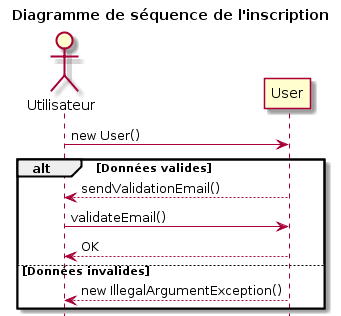 Diagramme de séquence de l'inscription
Utilisateur
User
new User()
alt [Données valides]
sendValidationEmail()
validateEmail()
OK
[Données invalides]
new IllegalArgumentException()